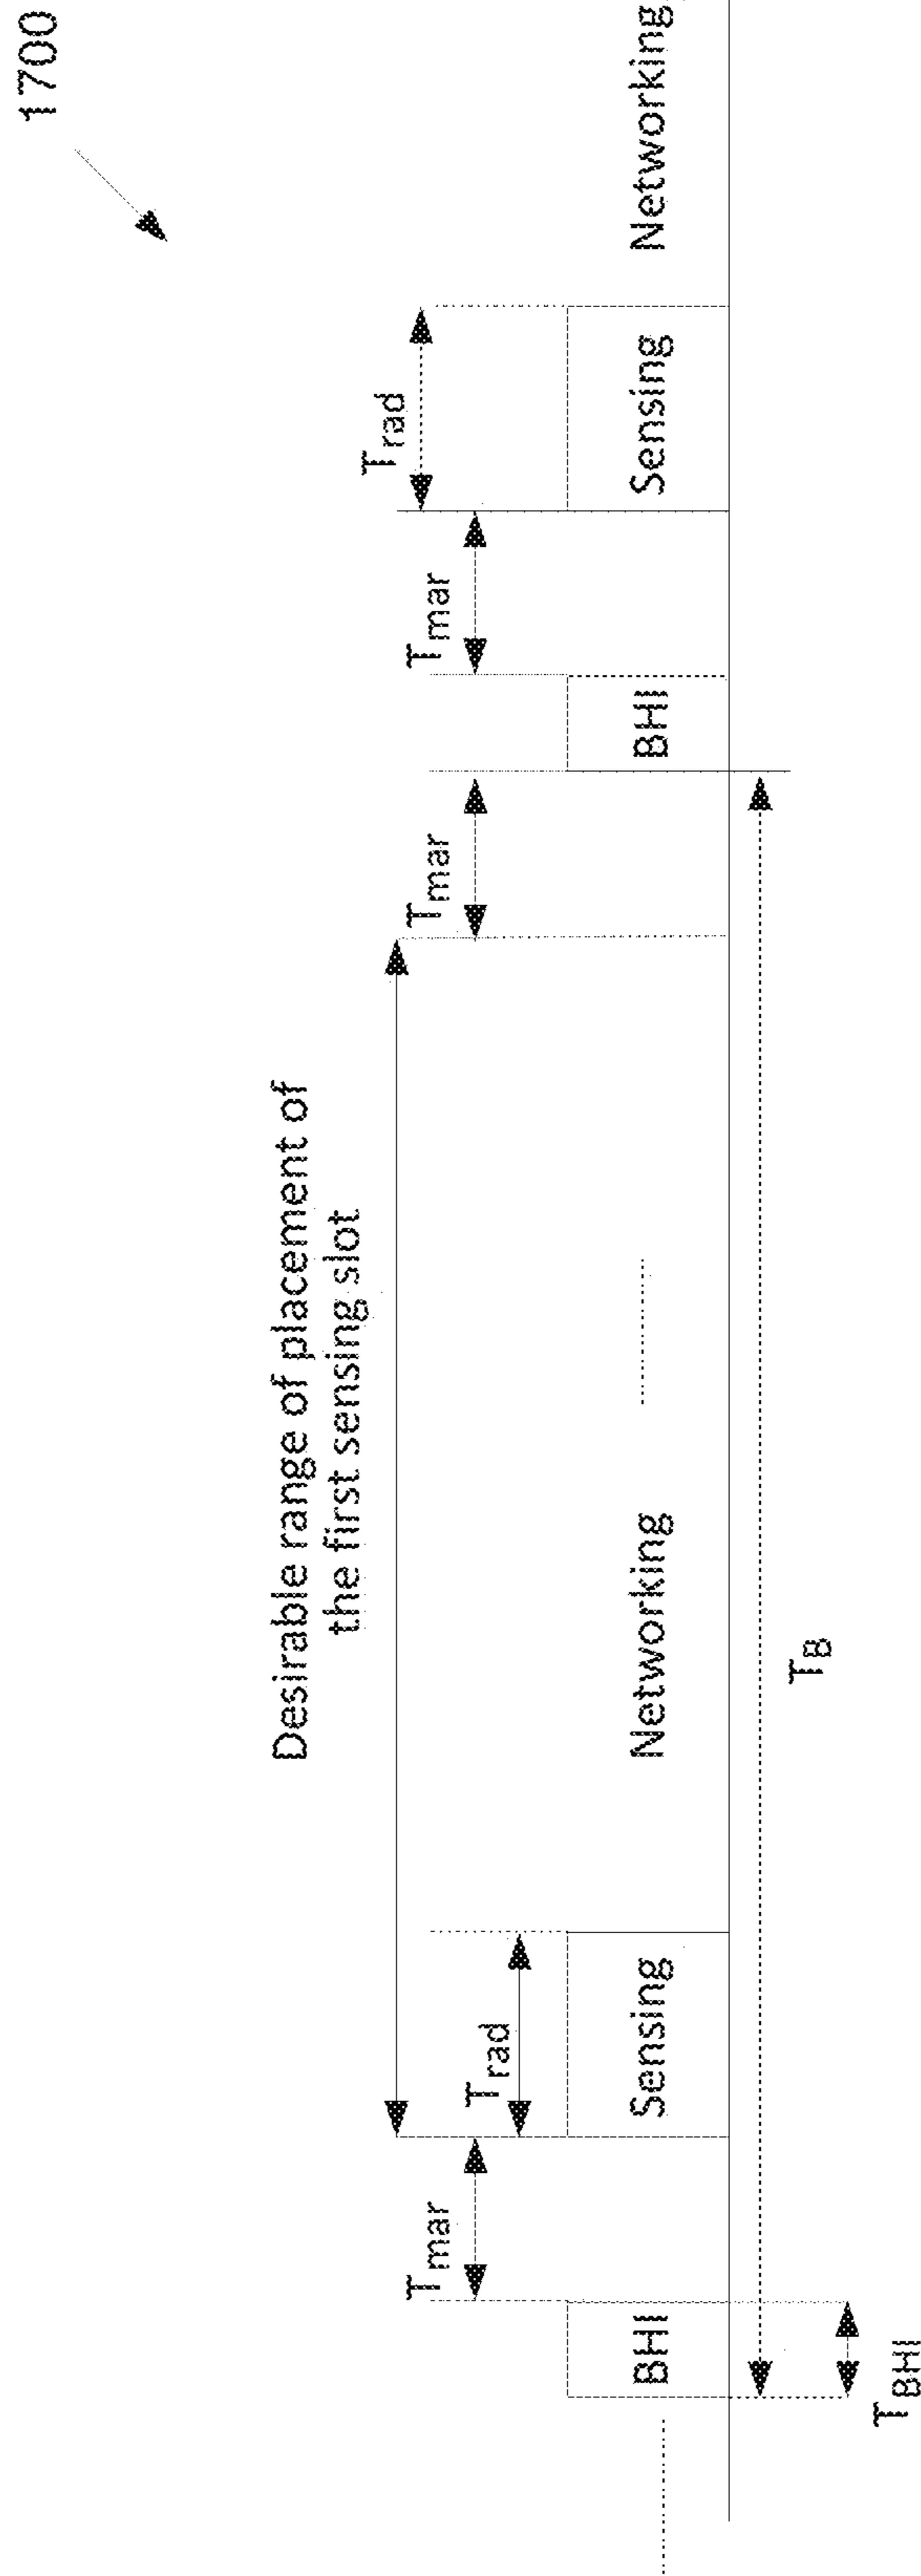 1700
Desirable range of placement of
the first sensing slot
T_mar
T_rad
T_mar
T_mar
T_rad
BHI
Sensing
Networking
BHI
Sensing
Networking
T_B
T_BHI